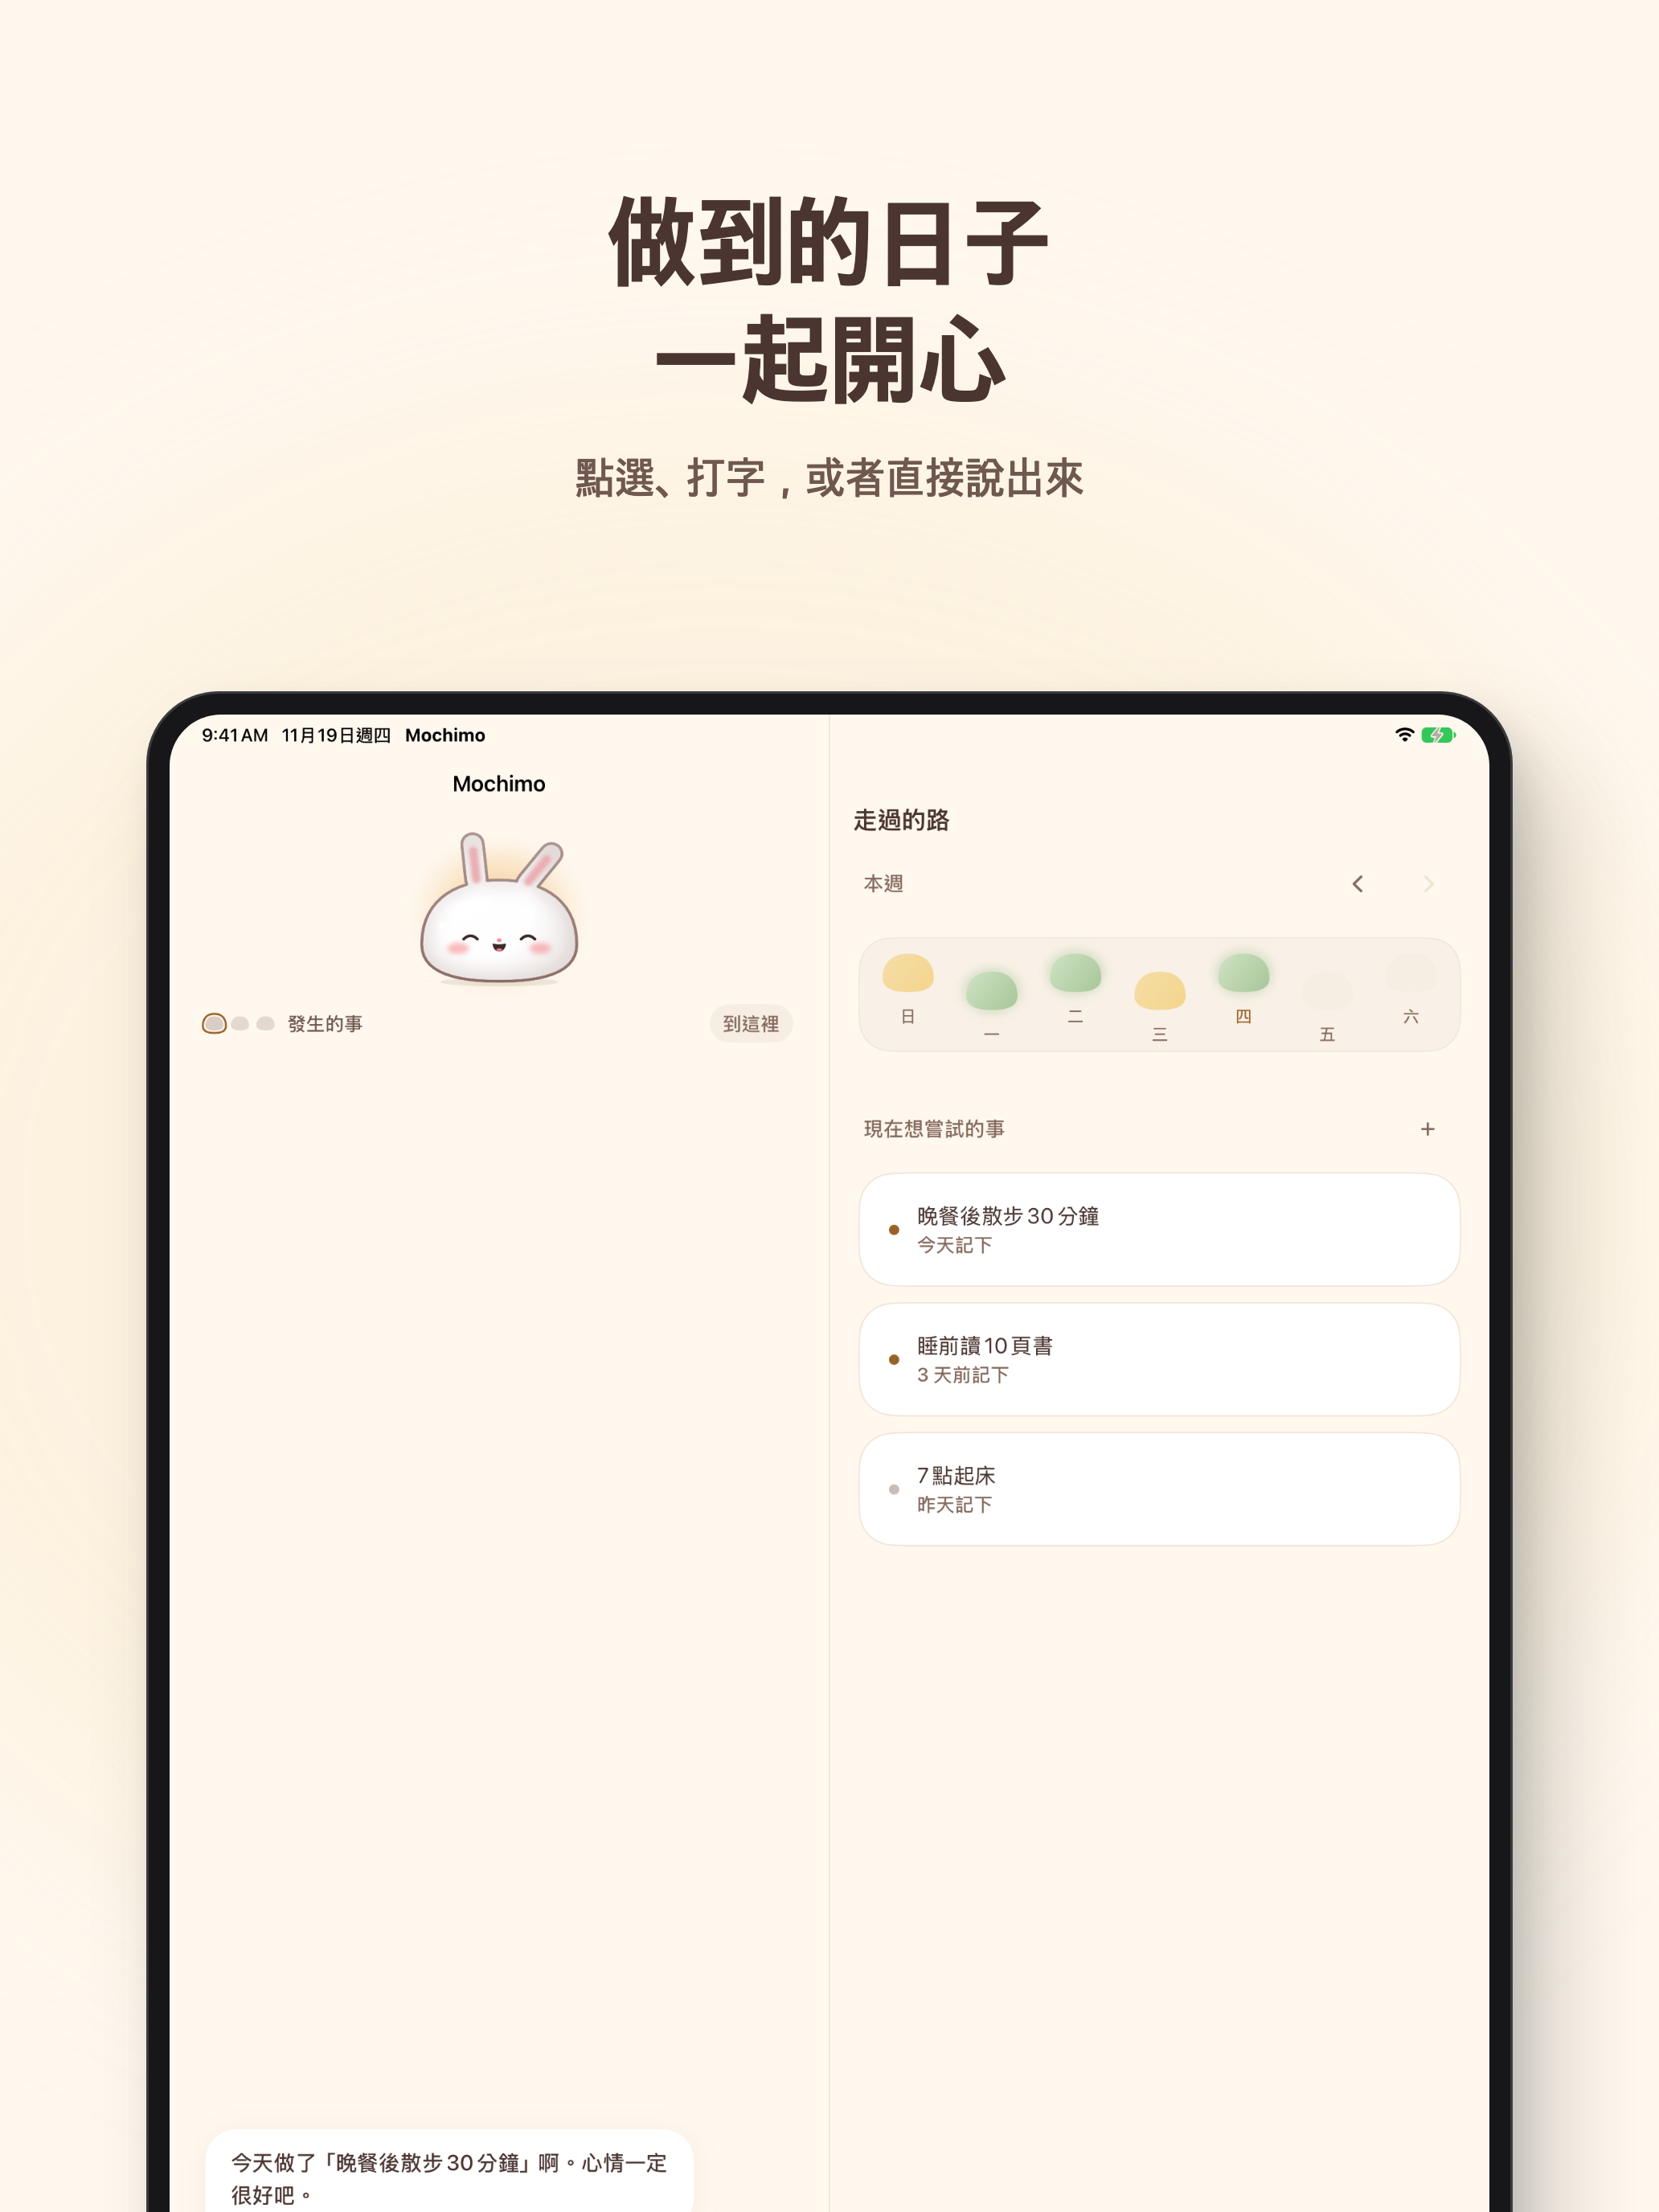 做到的日子
一起開心
點選、打字，或者直接說出來
9:41 AM 11月19日週四 Mochimo
Mochimo
發生的事
到這裡
今天做了「晚餐後散步 30 分鐘」啊。心情一定
很好吧。
走過的路
本週
日 一 二 三 四 五 六
現在想嘗試的事
+
晚餐後散步 30 分鐘
今天記下
睡前讀 10 頁書
3 天前記下
7 點起床
昨天記下